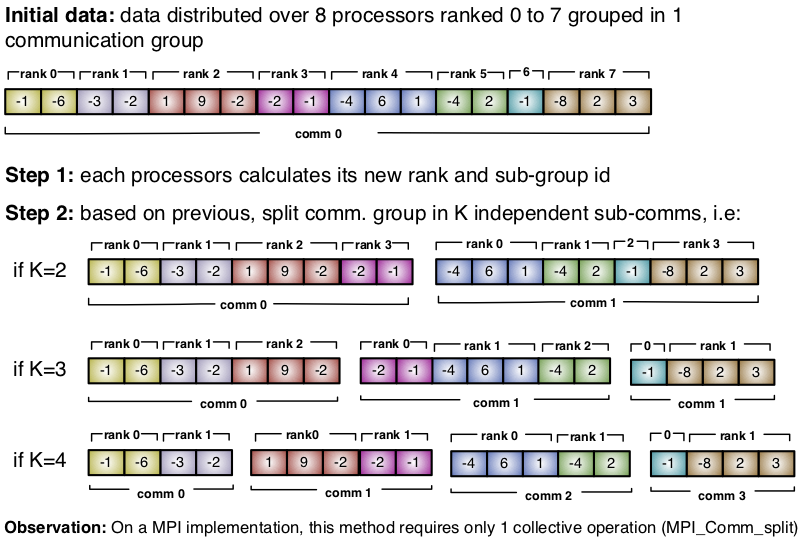 Initial data: data distributed over 8 processors ranked 0 to 7 grouped in 1
communication group
rank 0 rank 1 rank 2 rank 3 rank 4 rank 5 6 rank 7
-1 -6 -3 -2 1 9 -2 -2 -1 -4 6 1 -4 2 -1 -8 2 3
comm 0
Step 1: each processors calculates its new rank and sub-group id
Step 2: based on previous, split comm. group in K independent sub-comms, i.e:
rank 0 rank 1 rank 2 rank 3 rank 0 rank 1 2 rank 3
if K=2 -1 -6 -3 -2 1 9 -2 -2 -1 -4 6 1 -4 2 -1 -8 2 3
comm 0 comm 1
rank 0 rank 1 rank 2 rank 0 rank 1 rank 2 0 rank 1
if K=3 -1 -6 -3 -2 1 9 -2 -2 -1 -4 6 1 -4 2 -1 -8 2 3
comm 0 comm 1 comm 1
rank 0 rank 1 rank0 rank 1 rank 0 rank 1 0 rank 1
if K=4 -1 -6 -3 -2 1 9 -2 -2 -1 -4 6 1 -4 2 -1 -8 2 3
comm 0 comm 1 comm 2 comm 3
Observation: On a MPI implementation, this method requires only 1 collective operation (MPI_Comm_split)